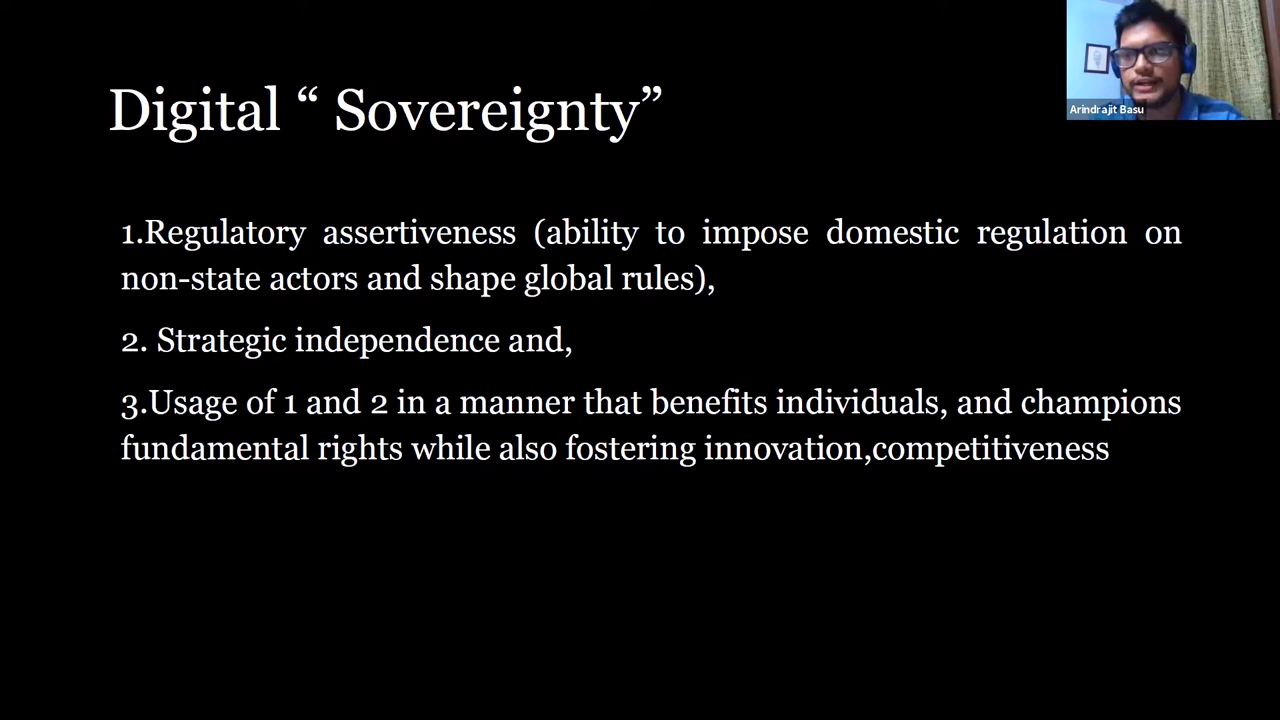 Digital “ Sovereignty”
Arindrajit Basu
1.Regulatory assertiveness (ability to impose domestic regulation on
non-state actors and shape global rules),
2. Strategic independence and,
3.Usage of 1 and 2 in a manner that benefits individuals, and champions
fundamental rights while also fostering innovation,competitiveness